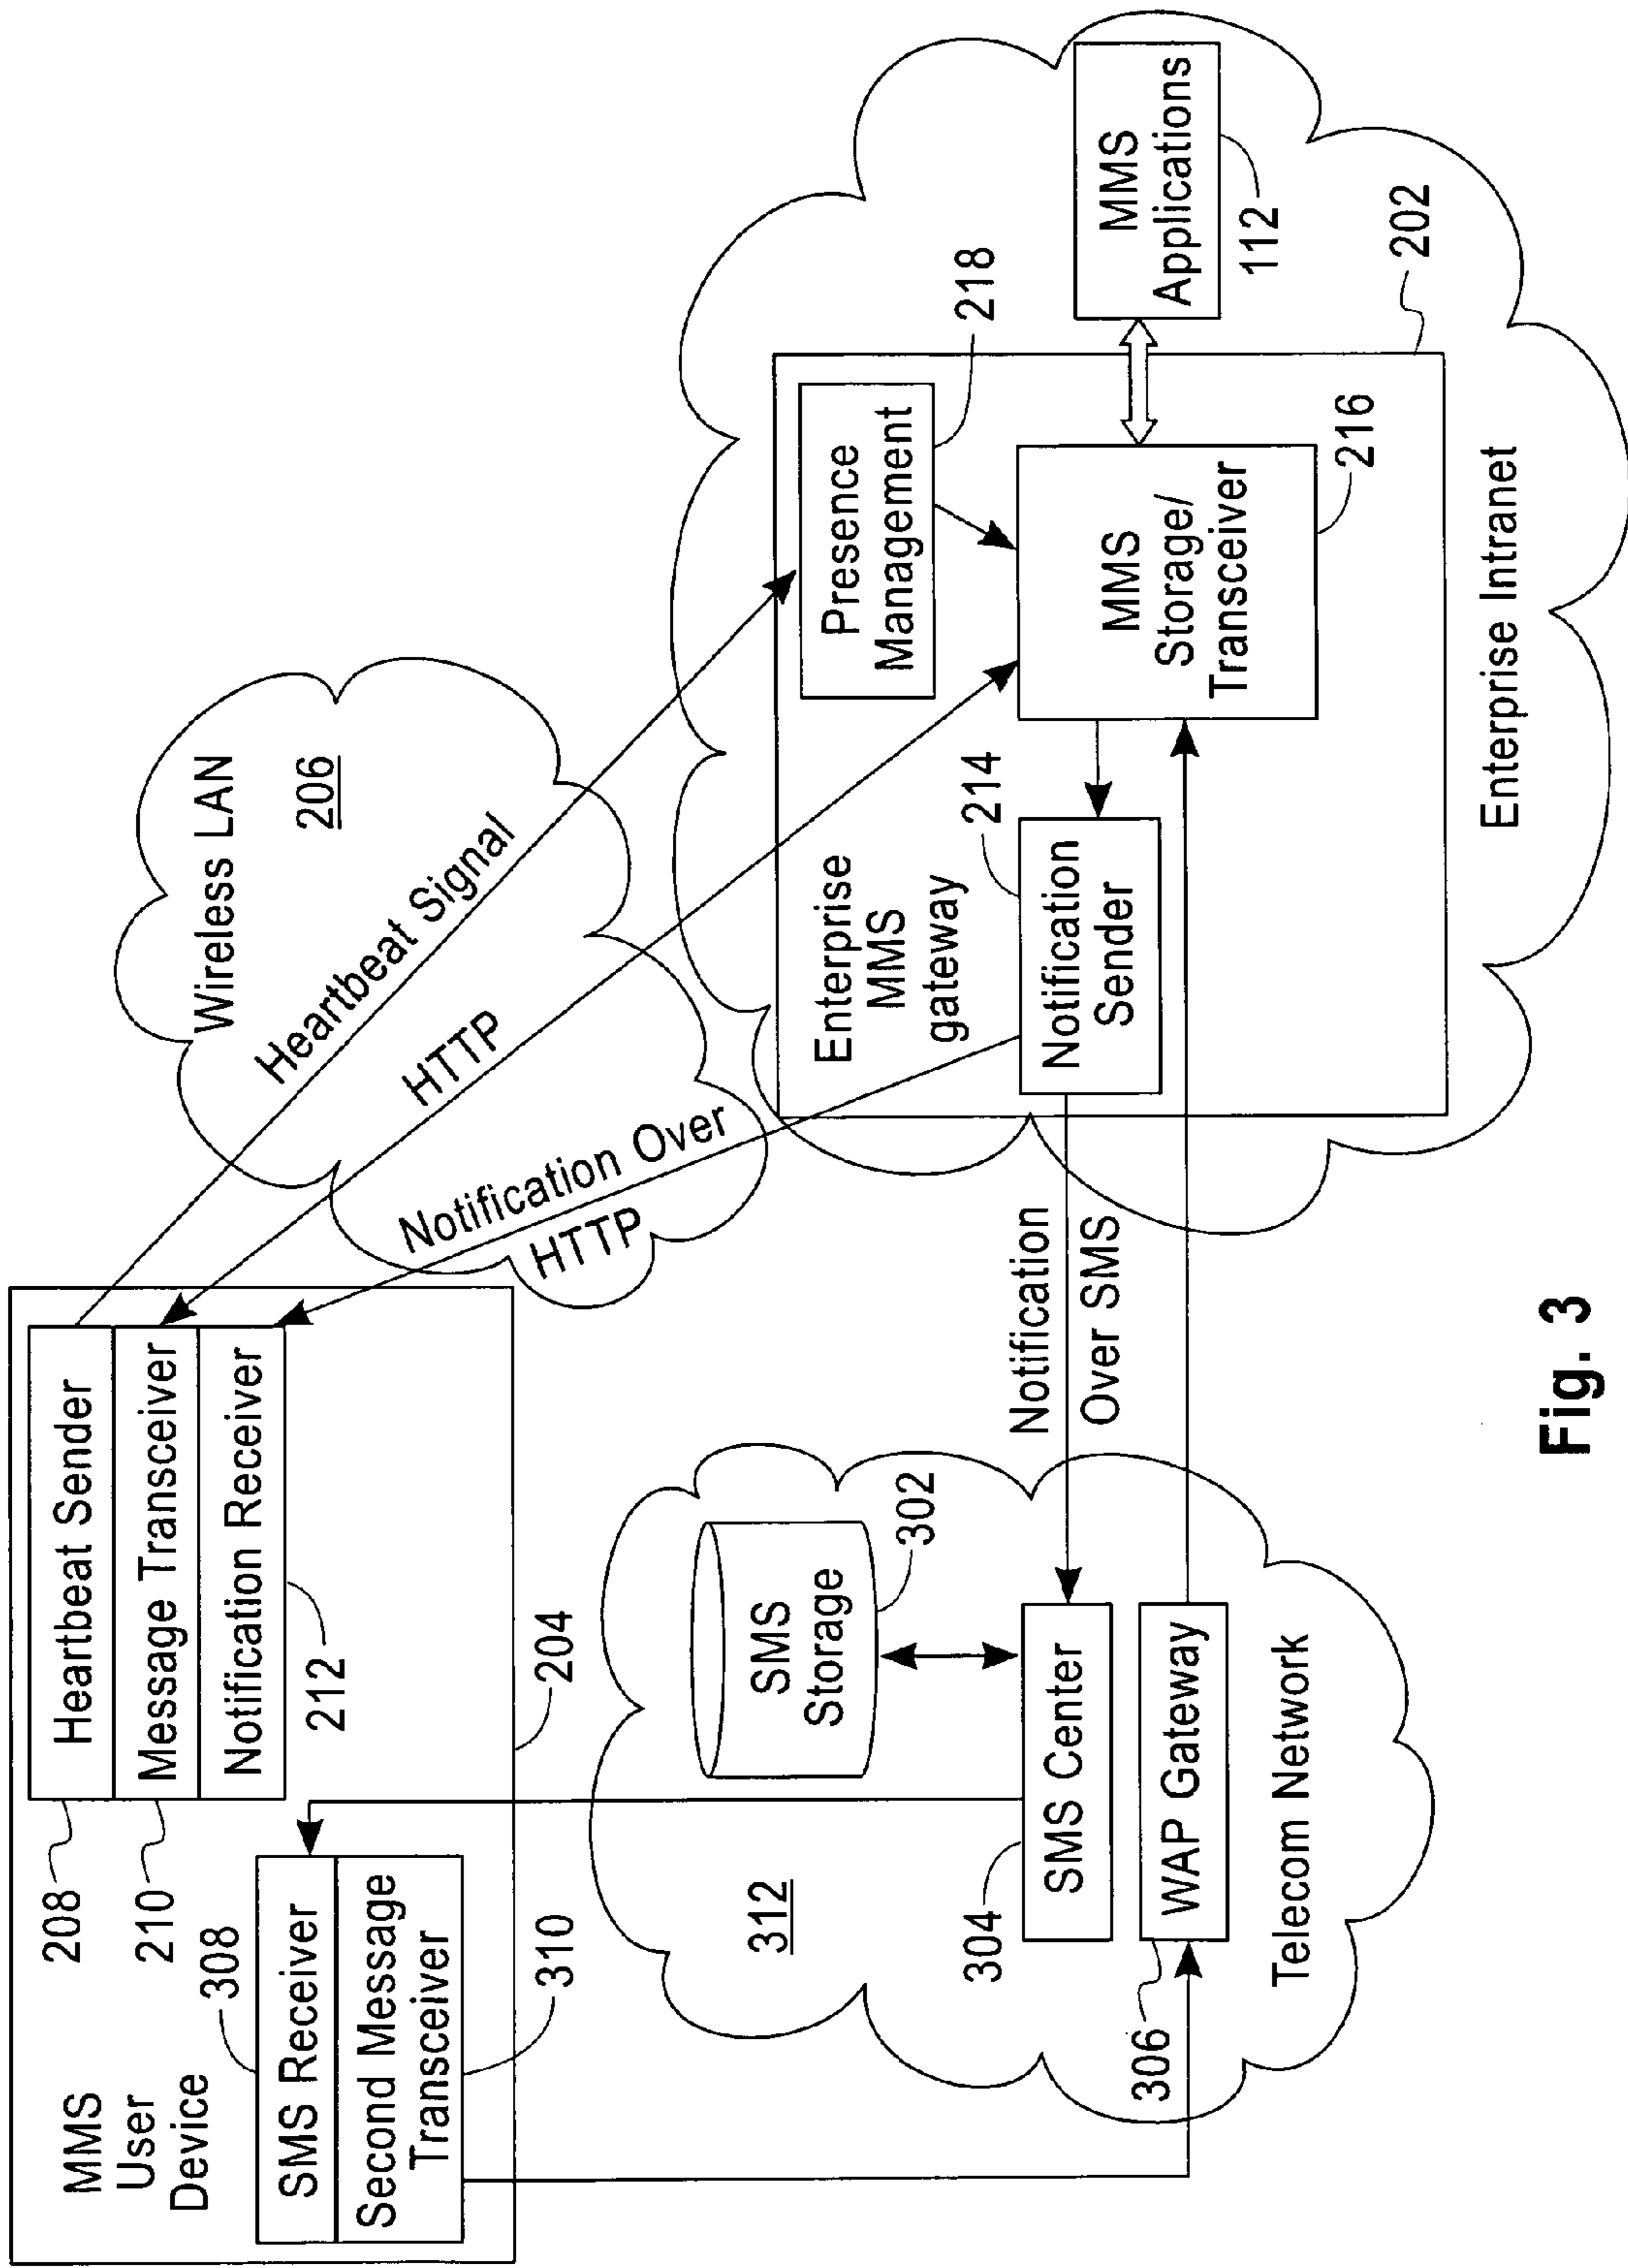 MMS
User
Device
208
Heartbeat Sender
210
Message Transceiver
Notification Receiver
212
308
SMS Receiver
Second Message
Transceiver
310
204
Wireless LAN
206
Heartbeat Signal
HTTP
Notification Over
HTTP
312
SMS
Storage
302
304
SMS Center
306
WAP Gateway
Telecom Network
Notification
Over SMS
Enterprise
MMS
gateway
214
Notification
Sender
Presence
Management
218
MMS
Storage/
Transceiver
216
MMS
Applications
112
202
Enterprise Intranet
Fig. 3